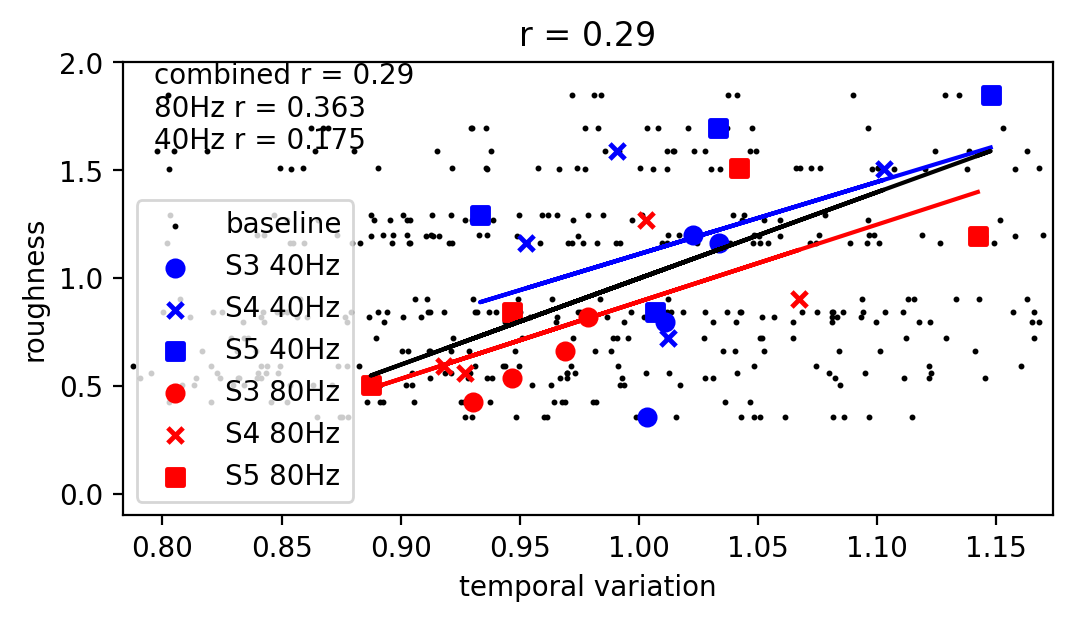 r = 0.29
combined r = 0.29
80Hz r = 0.363
40Hz r = 0.175
2.0
1.5
1.0
0.5
0.0
roughness
baseline
S3 40Hz
S4 40Hz
S5 40Hz
S3 80Hz
S4 80Hz
S5 80Hz
0.80 0.85 0.90 0.95 1.00 1.05 1.10 1.15
temporal variation